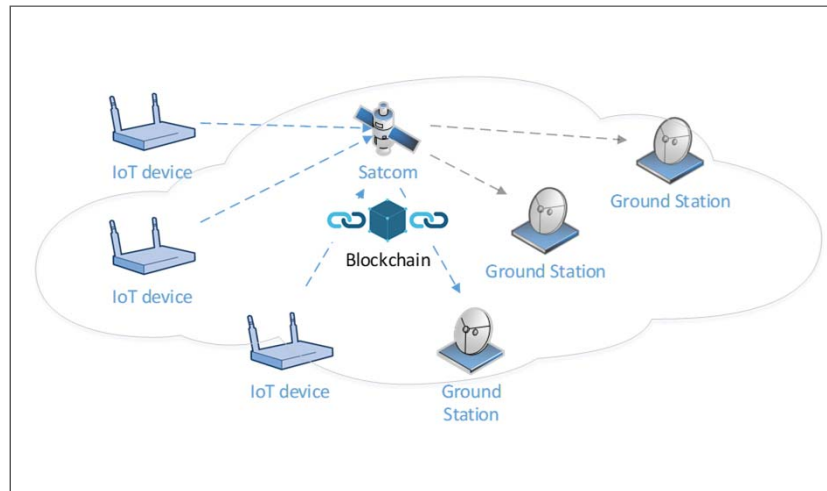 IoT device
Satcom
Ground Station
IoT device
Blockchain
Ground Station
IoT device
Ground
Station